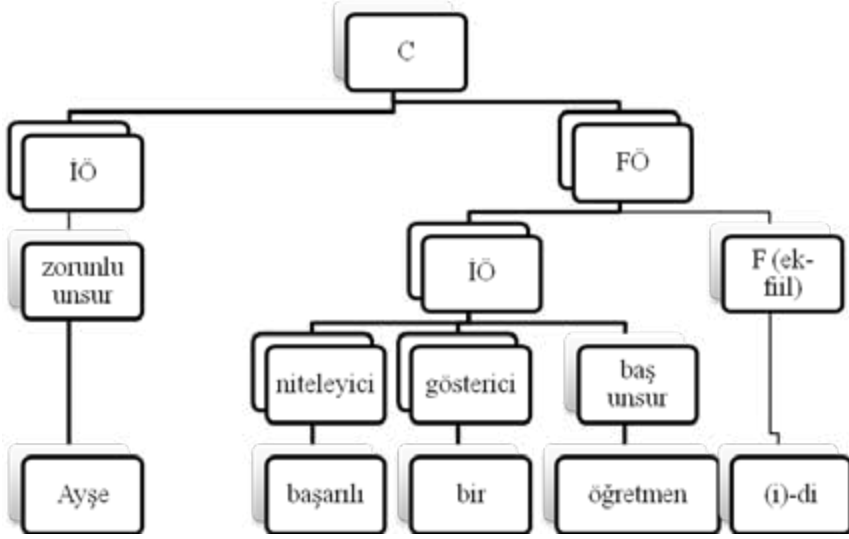 C
İÖ
FÖ
zorunlu
unsur
İÖ
F (ek-
fiil)
niteleyici
gösterici
baş
unsur
Ayşe
başarılı
bir
öğretmen
(i)-di